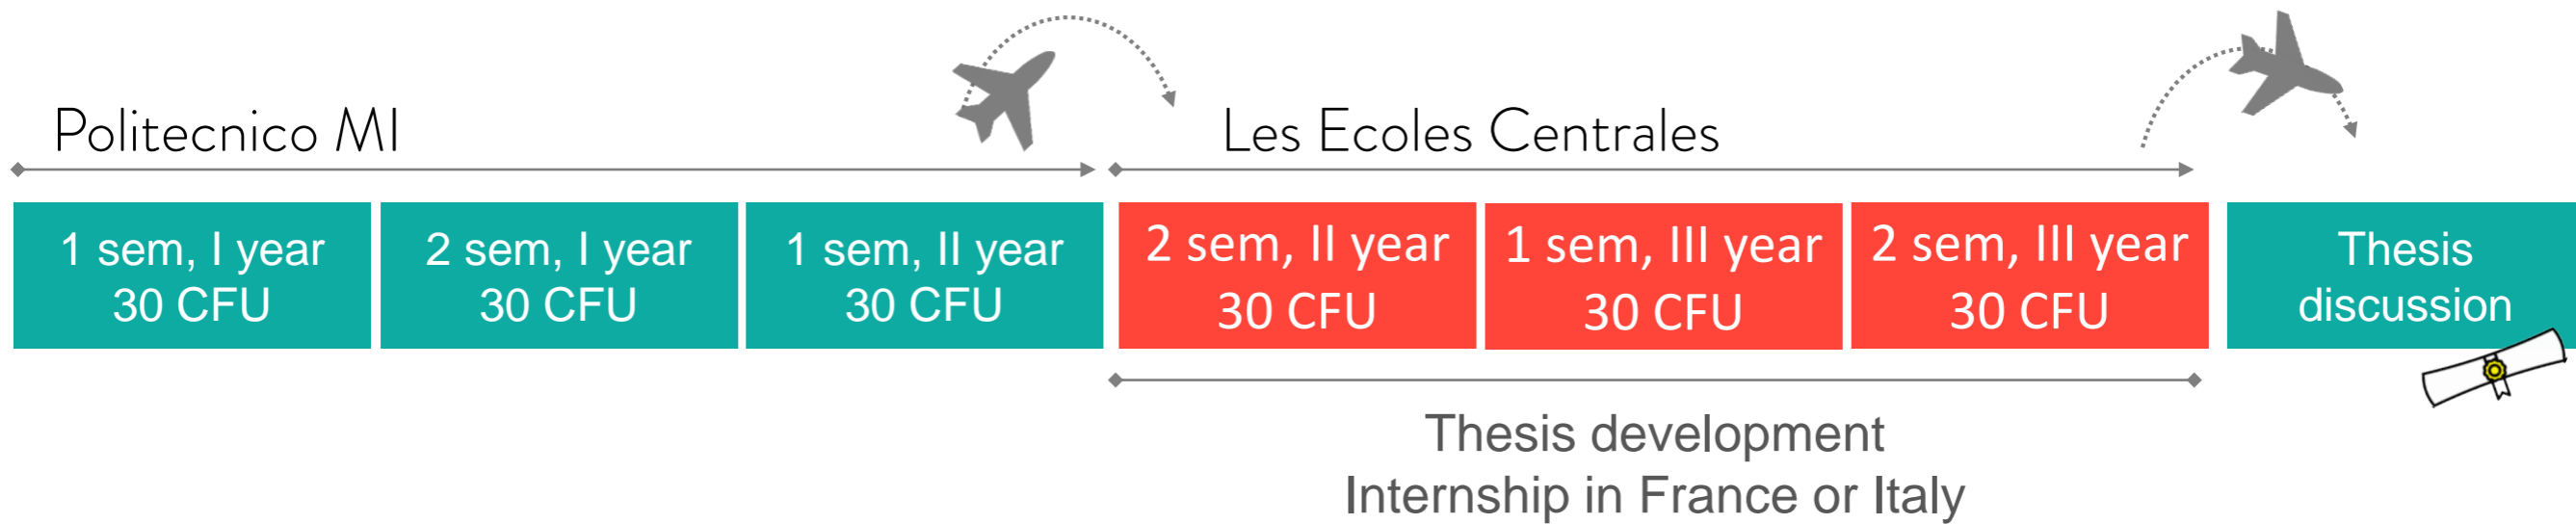 Politecnico MI
Les Ecoles Centrales
1 sem, I year
30 CFU
2 sem, I year
30 CFU
1 sem, II year
30 CFU
2 sem, II year
30 CFU
1 sem, III year
30 CFU
2 sem, III year
30 CFU
Thesis
discussion
Thesis development
Internship in France or Italy